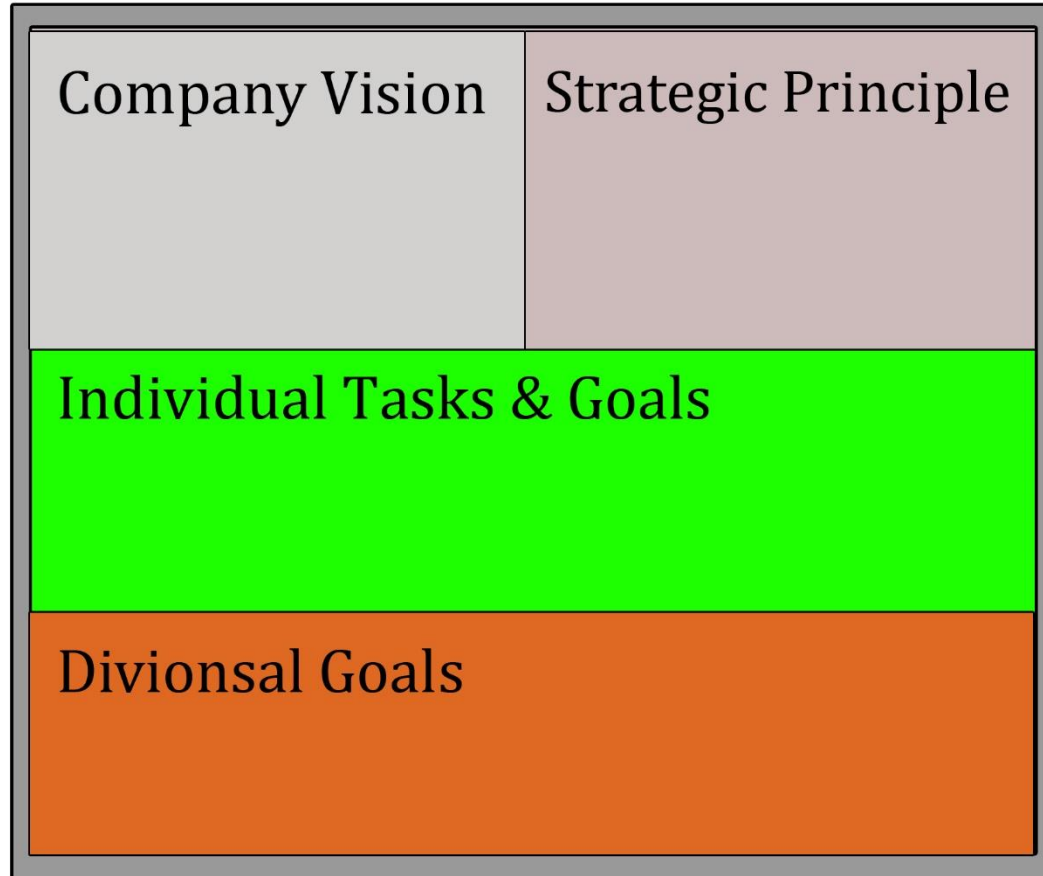 Company Vision
Strategic Principle
Individual Tasks & Goals
Divionsal Goals